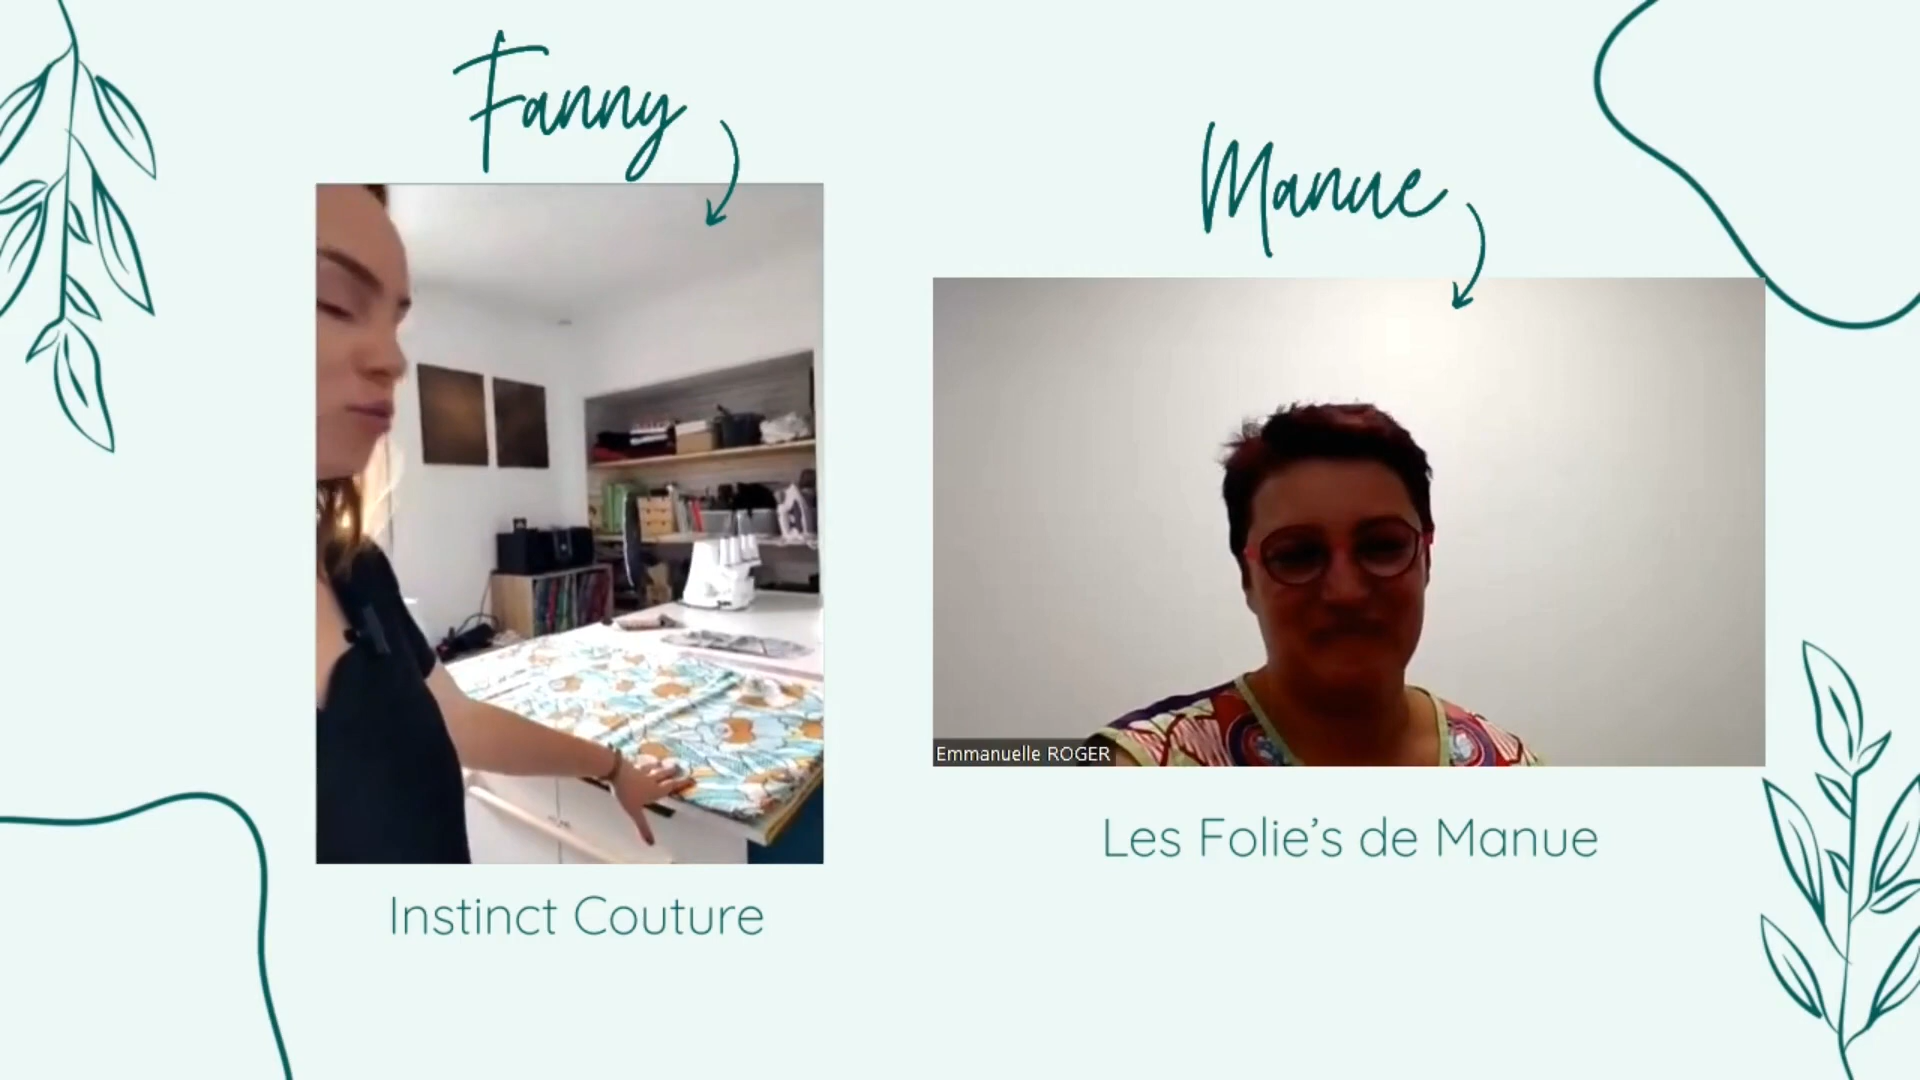 Fanny
Manue
Emmanuelle ROGER
Les Folie’s de Manue
Instinct Couture